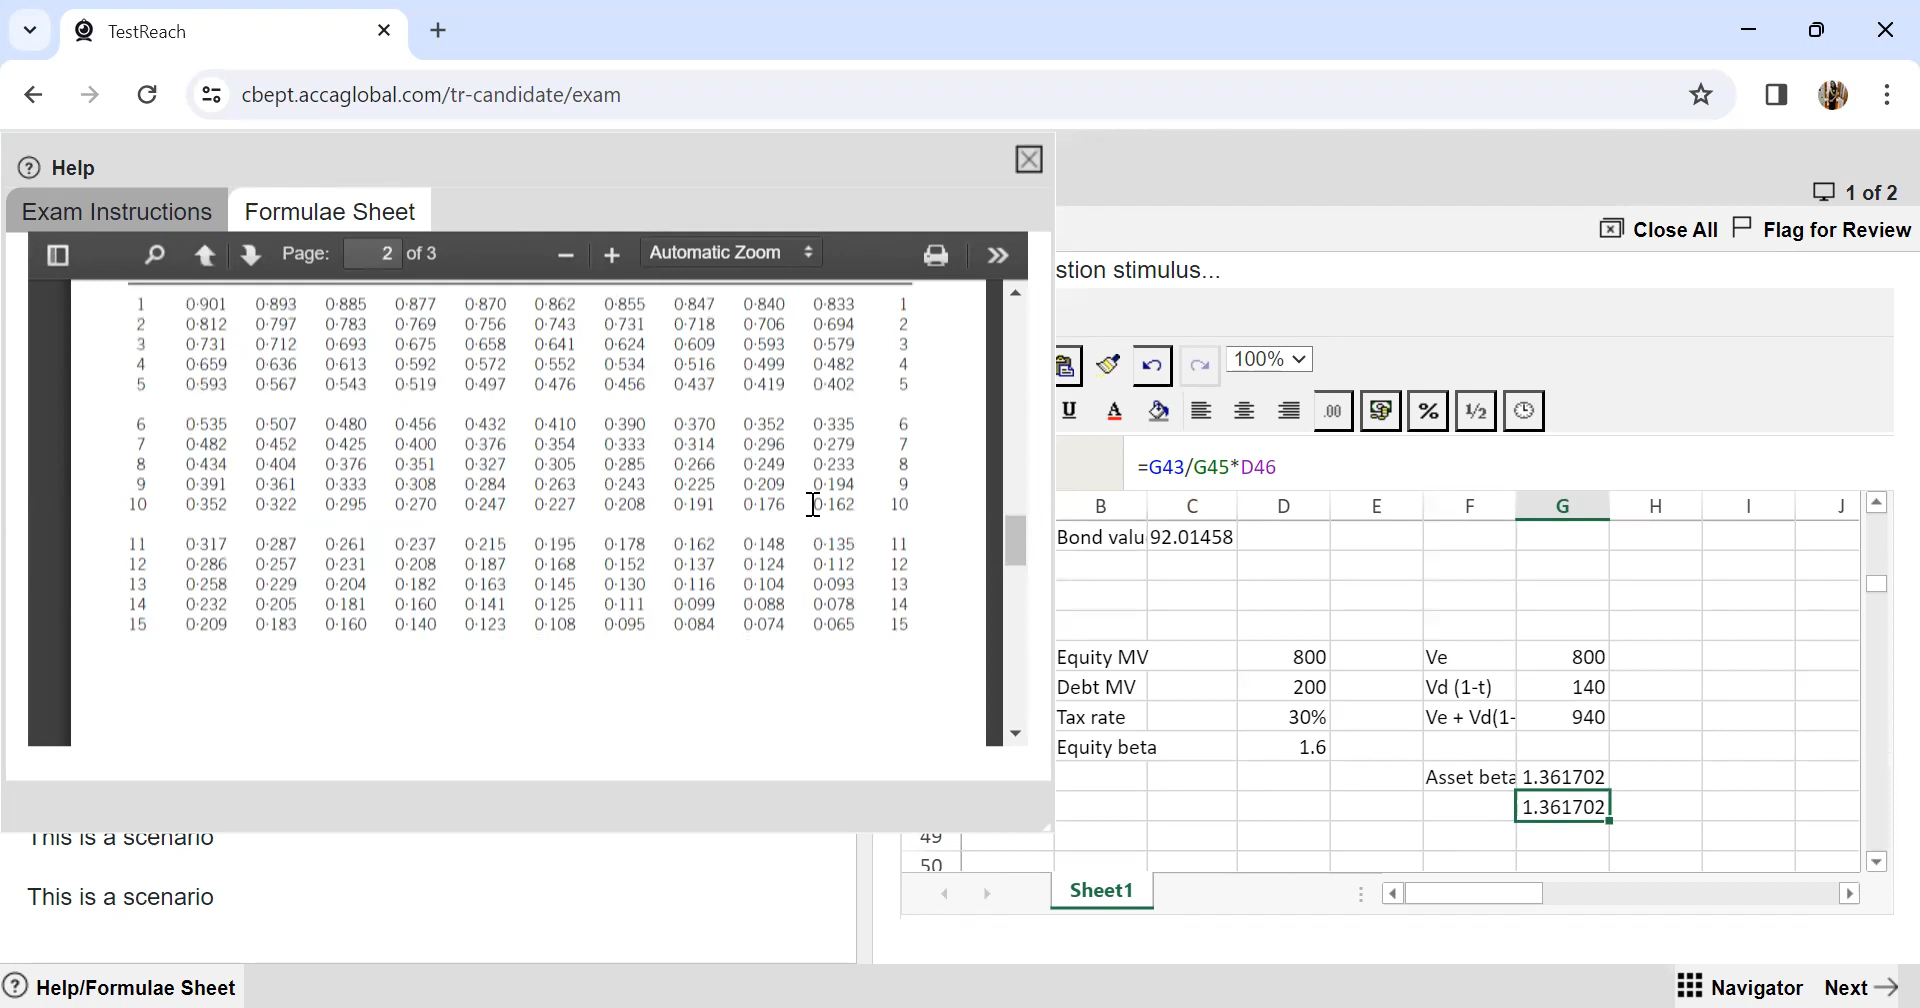 TestReach
cbept.accaglobal.com/tr-candidate/exam
Help
1 of 2
Exam Instructions
Formulae Sheet
Close All
Flag for Review
Page: 2 of 3
Automatic Zoom
stion stimulus...
1 0·901 0·893 0·885 0·877 0·870 0·862 0·855 0·847 0·840 0·833 1
2 0·812 0·797 0·783 0·769 0·756 0·743 0·731 0·718 0·706 0·694 2
3 0·731 0·712 0·693 0·675 0·658 0·641 0·624 0·609 0·593 0·579 3
4 0·659 0·636 0·613 0·592 0·572 0·552 0·534 0·516 0·499 0·482 4
5 0·593 0·567 0·543 0·519 0·497 0·476 0·456 0·437 0·419 0·402 5
6 0·535 0·507 0·480 0·456 0·432 0·410 0·390 0·370 0·352 0·335 6
7 0·482 0·452 0·425 0·400 0·376 0·354 0·333 0·314 0·296 0·279 7
8 0·434 0·404 0·376 0·351 0·327 0·305 0·285 0·266 0·249 0·233 8
9 0·391 0·361 0·333 0·308 0·284 0·263 0·243 0·225 0·209 0·194 9
10 0·352 0·322 0·295 0·270 0·247 0·227 0·208 0·191 0·176 0·162 10
11 0·317 0·287 0·261 0·237 0·215 0·195 0·178 0·162 0·148 0·135 11
12 0·286 0·257 0·231 0·208 0·187 0·168 0·152 0·137 0·124 0·112 12
13 0·258 0·229 0·204 0·182 0·163 0·145 0·130 0·116 0·104 0·093 13
14 0·232 0·205 0·181 0·160 0·141 0·125 0·111 0·099 0·088 0·078 14
15 0·209 0·183 0·160 0·140 0·123 0·108 0·095 0·084 0·074 0·065 15
100%
U A .00 % 1/2
=G43/G45*D46
B C D E F G H I J
Bond valu 92.01458
Equity MV 800 Ve 800
Debt MV 200 Vd (1-t) 140
Tax rate 30% Ve + Vd(1- 940
Equity beta 1.6
Asset beta 1.361702
1.361702
49
50
Sheet1
This is a scenario
This is a scenario
Help/Formulae Sheet
Navigator
Next